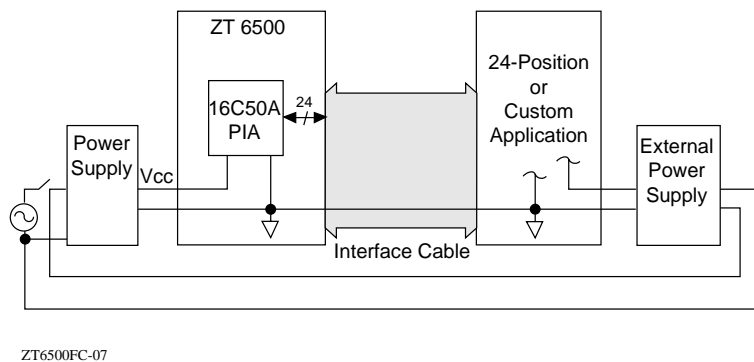 ZT 6500
16C50A
PIA
24
24-Position
or
Custom
Application
Power
Supply
Vcc
External
Power
Supply
Interface Cable
ZT6500FC-07